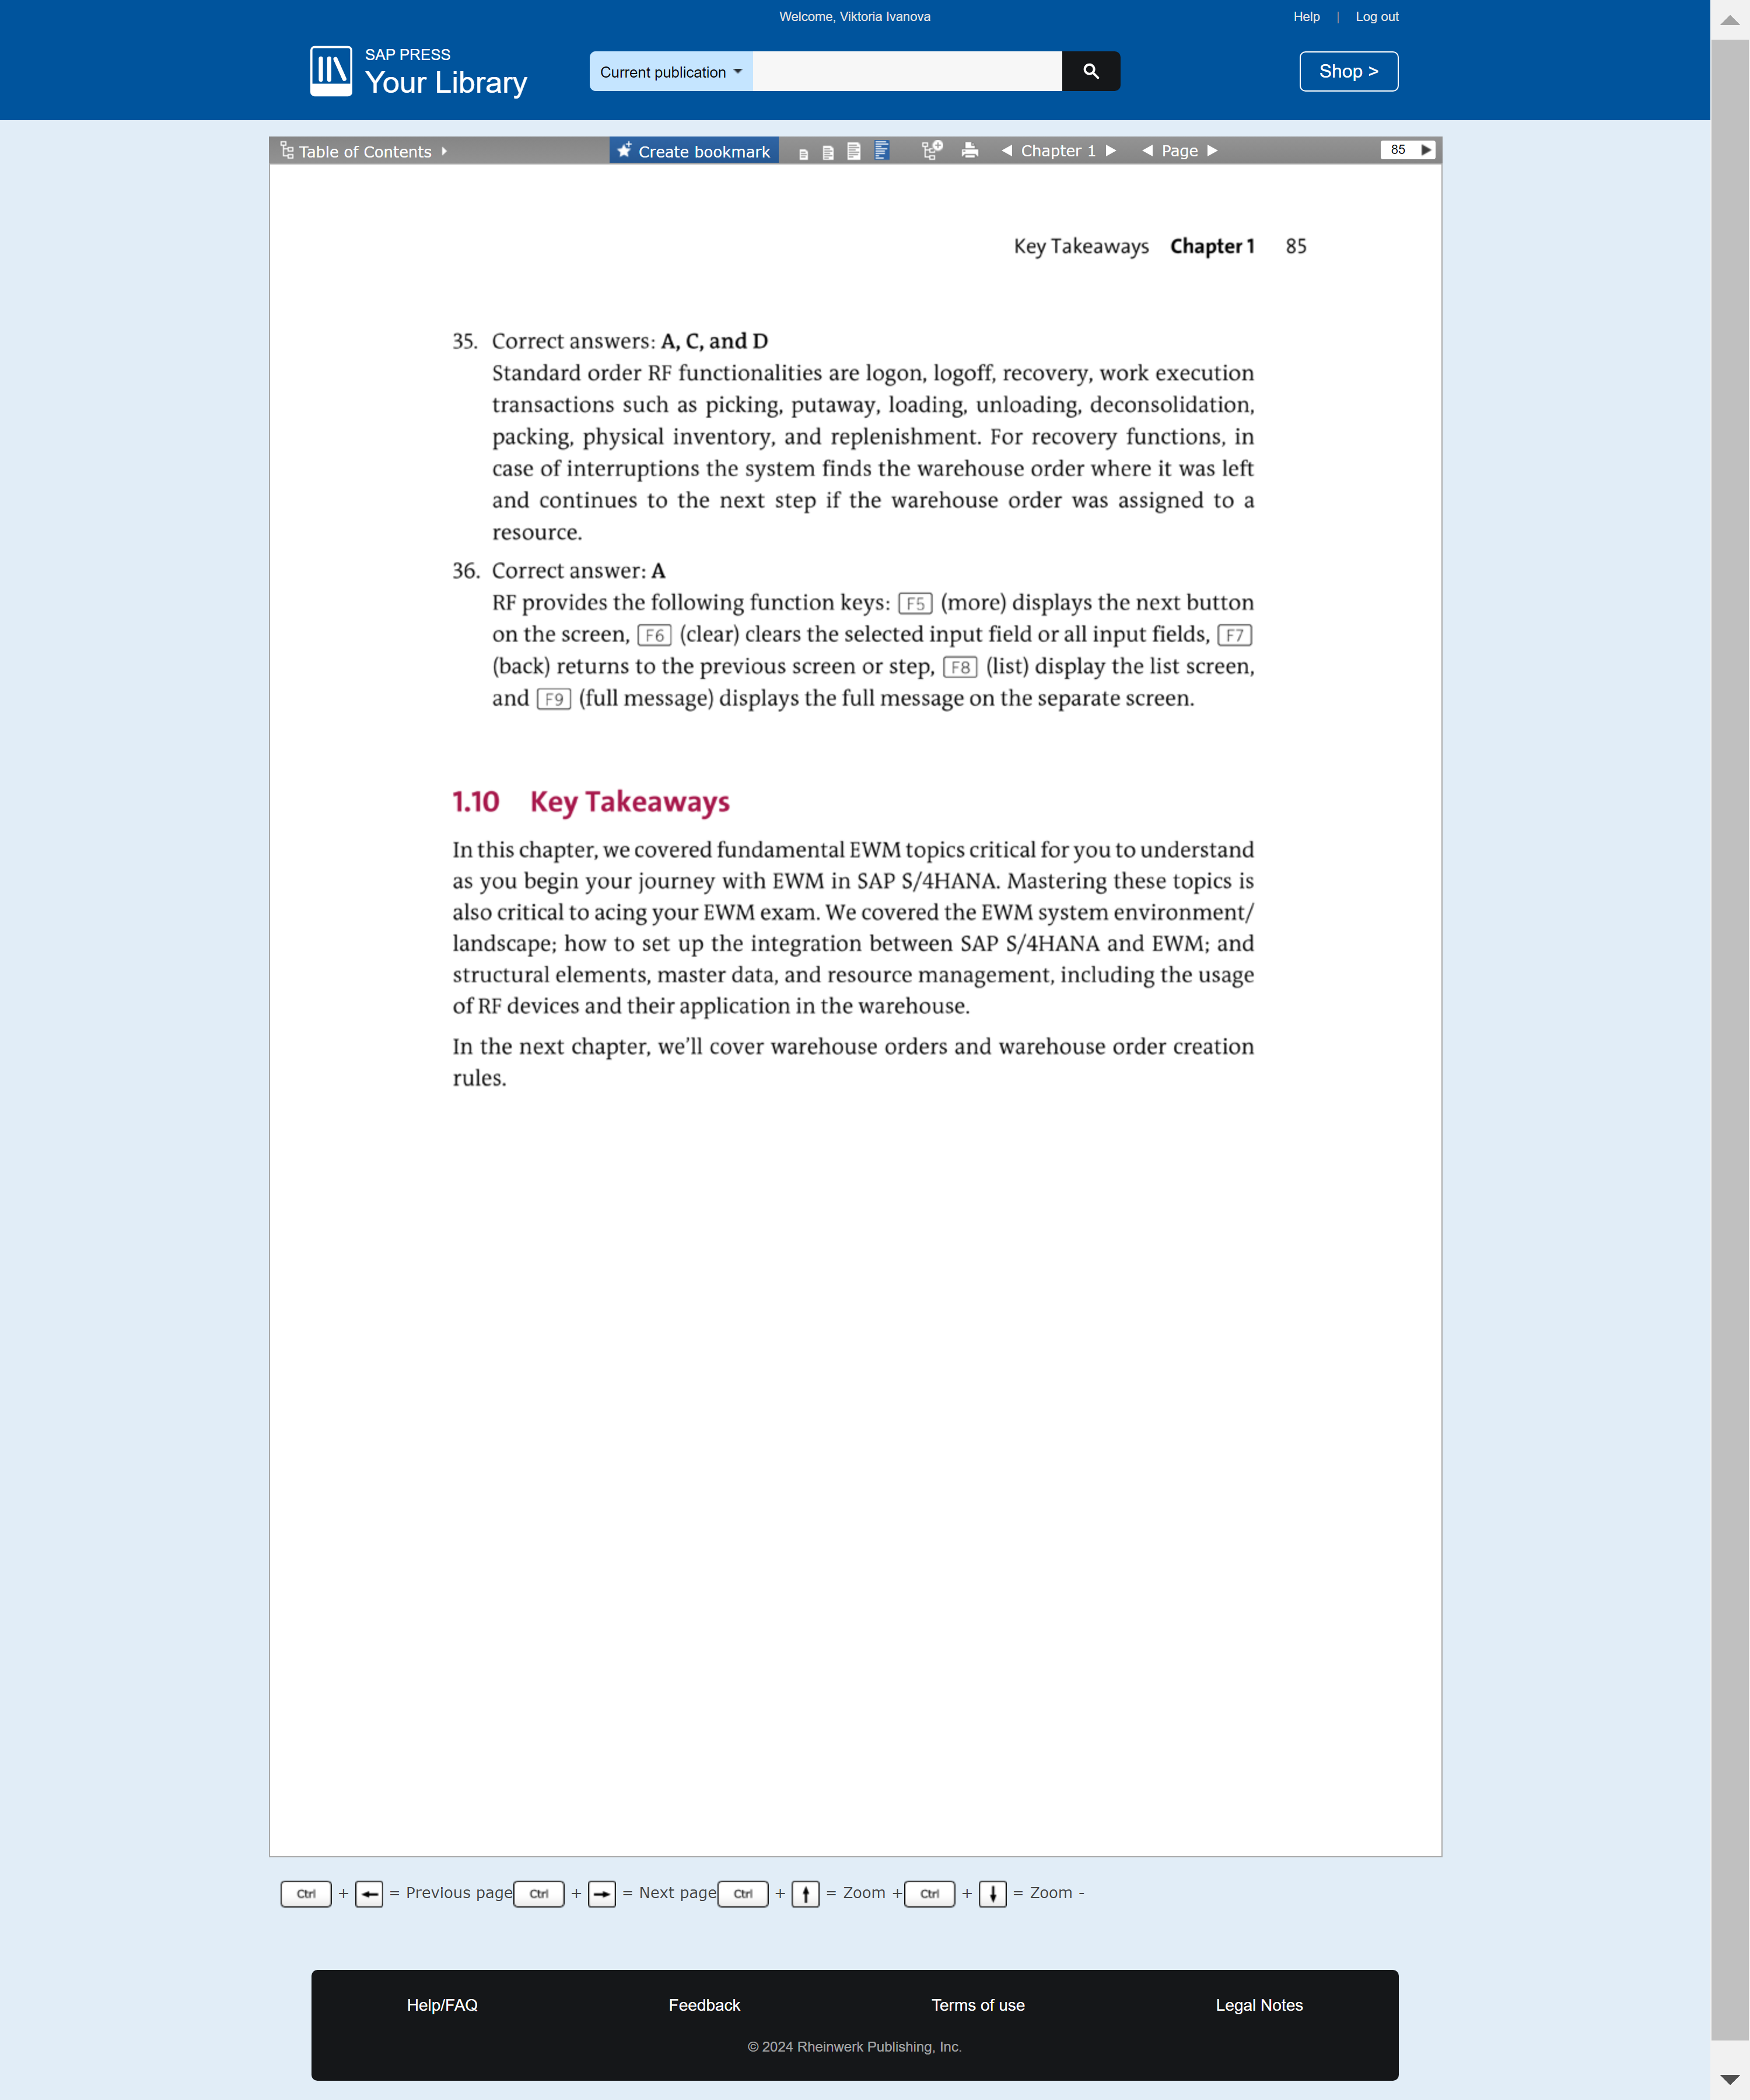 Welcome, Viktoria Ivanova
Help | Log out
SAP PRESS
Your Library
Current publication
Shop >
Table of Contents
Create bookmark
Chapter 1
Page
85
Key Takeaways Chapter 1 85
35. Correct answers: A, C, and D
Standard order RF functionalities are logon, logoff, recovery, work execution
transactions such as picking, putaway, loading, unloading, deconsolidation,
packing, physical inventory, and replenishment. For recovery functions, in
case of interruptions the system finds the warehouse order where it was left
and continues to the next step if the warehouse order was assigned to a
resource.
36. Correct answer: A
RF provides the following function keys: F5 (more) displays the next button
on the screen, F6 (clear) clears the selected input field or all input fields, F7
(back) returns to the previous screen or step, F8 (list) display the list screen,
and F9 (full message) displays the full message on the separate screen.
1.10 Key Takeaways
In this chapter, we covered fundamental EWM topics critical for you to understand
as you begin your journey with EWM in SAP S/4HANA. Mastering these topics is
also critical to acing your EWM exam. We covered the EWM system environment/
landscape; how to set up the integration between SAP S/4HANA and EWM; and
structural elements, master data, and resource management, including the usage
of RF devices and their application in the warehouse.
In the next chapter, we'll cover warehouse orders and warehouse order creation
rules.
Ctrl + ← = Previous page Ctrl + → = Next page Ctrl + ↑ = Zoom + Ctrl + ↓ = Zoom -
Help/FAQ
Feedback
Terms of use
Legal Notes
© 2024 Rheinwerk Publishing, Inc.